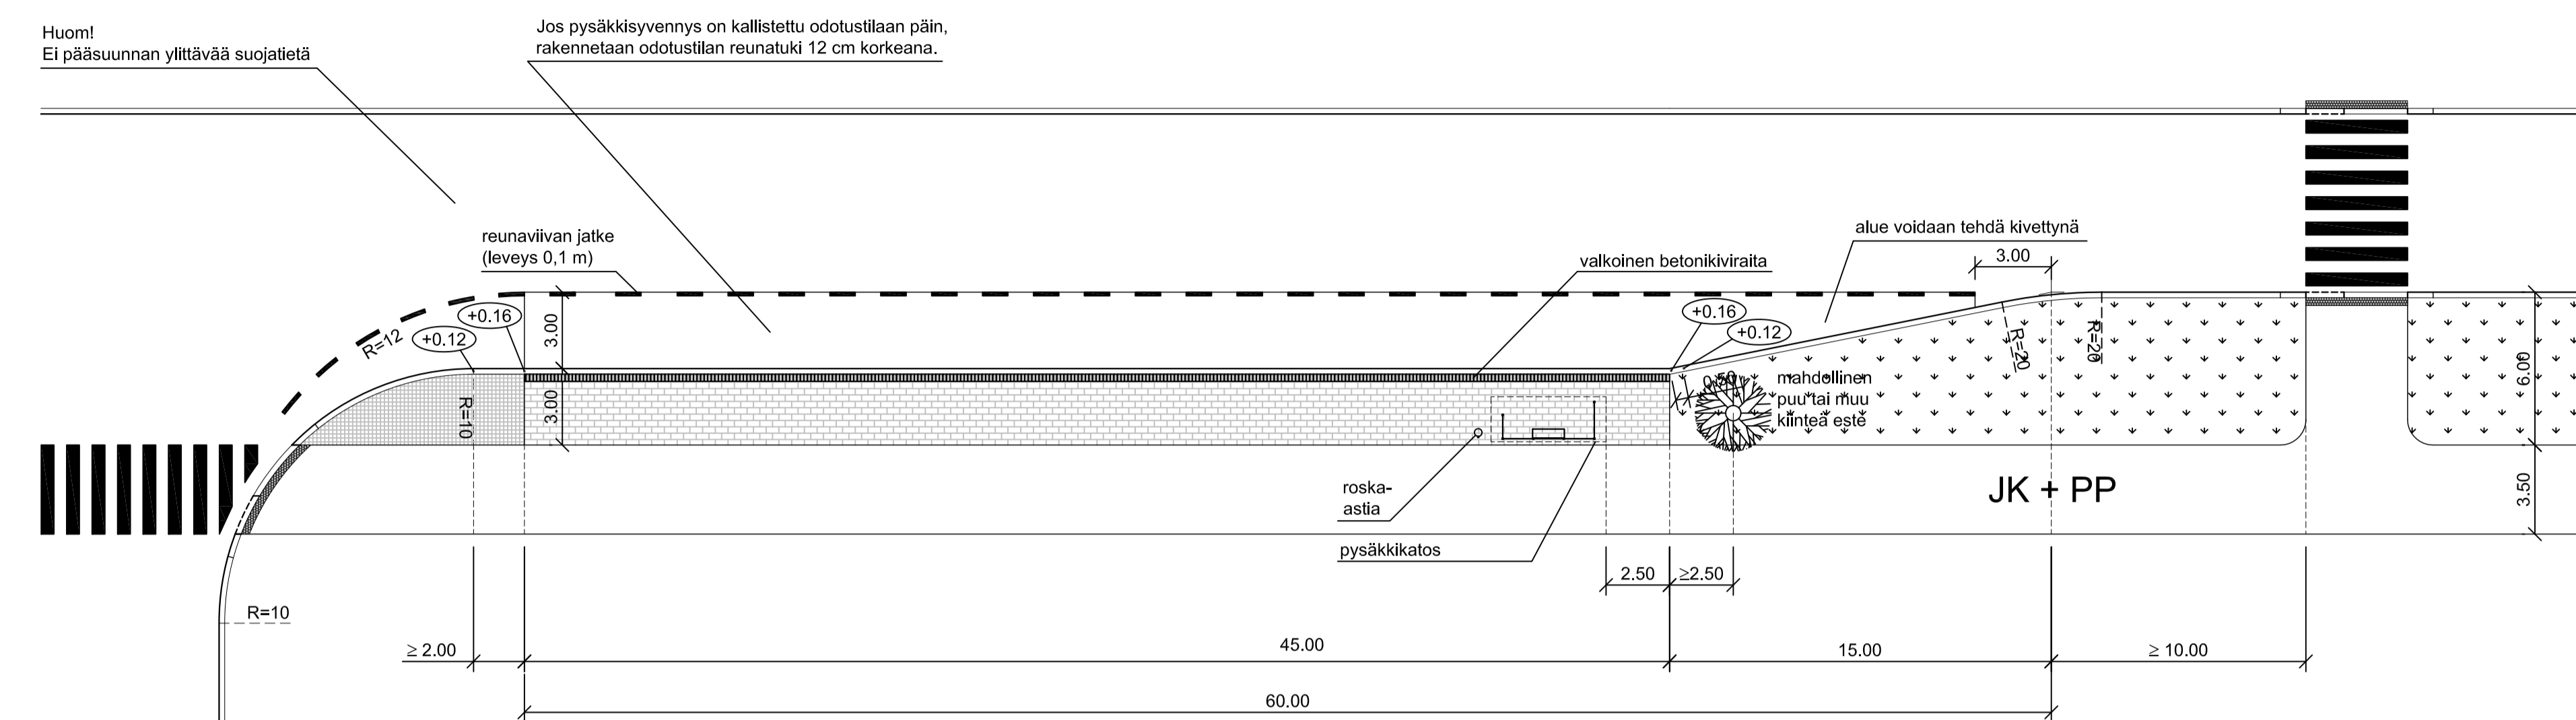 Huom!
Ei pääsuunnan ylittävää suojatietä
Jos pysäkkisyvennys on kallistettu odotustilaan päin,
rakennetaan odotustilan reunatuki 12 cm korkeana.
reunaviivan jatke
(leveys 0,1 m)
valkoinen betonikiviraita
alue voidaan tehdä kivettynä
3.00
+0.16
+0.12
R=12
3.00
+0.16
+0.12
R=20
R=20
6.00
R=10
3.00
0.50
mahdollinen
puu tai muu
kiinteä este
roska-
astia
JK + PP
3.50
pysäkkikatos
2.50
≥2.50
R=10
≥ 2.00
45.00
15.00
≥ 10.00
60.00